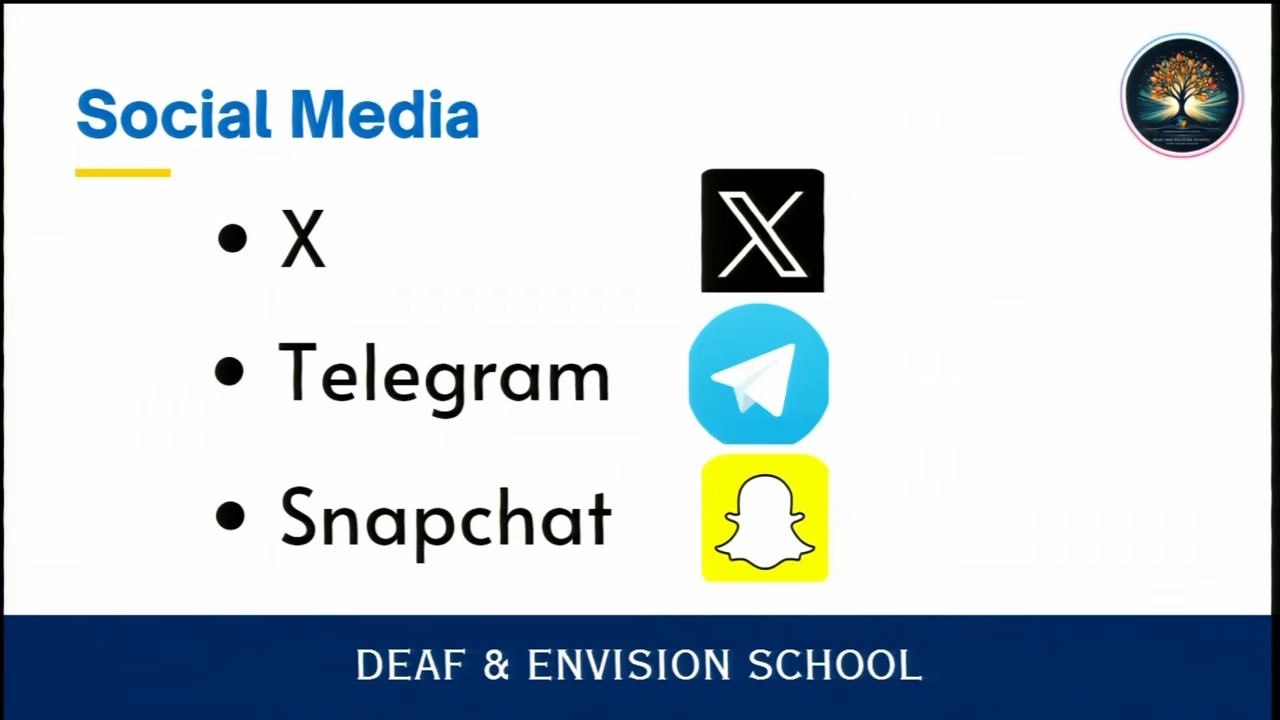 Social Media
• X
• Telegram
• Snapchat
DEAF & ENVISION SCHOOL